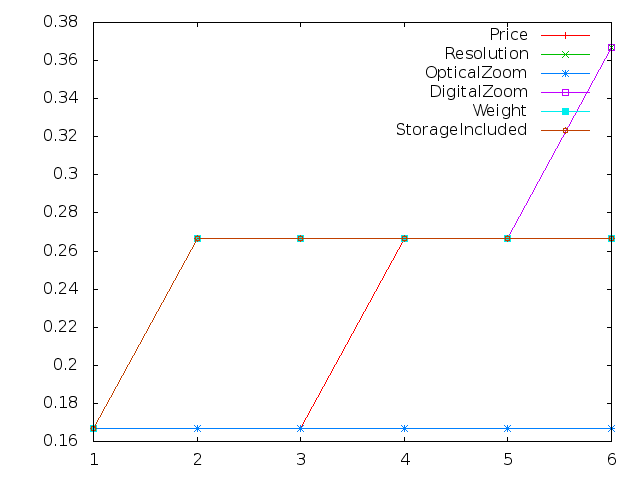 0.38
0.36
0.34
0.32
0.3
0.28
0.26
0.24
0.22
0.2
0.18
0.16
1 2 3 4 5 6
Price
Resolution
OpticalZoom
DigitalZoom
Weight
StorageIncluded